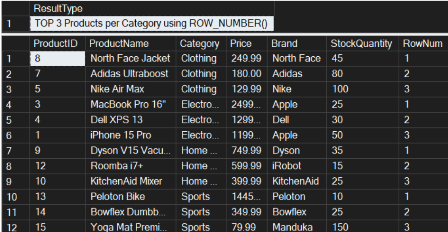 ResultType
1 TOP 3 Products per Category using ROW_NUMBER()
ProductID ProductName Category Price Brand StockQuantity RowNum
1 8 North Face Jacket Clothing 249.99 North Face 45 1
2 7 Adidas Ultraboost Clothing 180.00 Adidas 80 2
3 5 Nike Air Max Clothing 129.99 Nike 100 3
4 3 MacBook Pro 16" Electro... 2499... Apple 25 1
5 4 Dell XPS 13 Electro... 1299... Dell 30 2
6 1 iPhone 15 Pro Electro... 1199... Apple 50 3
7 9 Dyson V15 Vacu... Home ... 749.99 Dyson 35 1
8 12 Roomba i7+ Home ... 599.99 iRobot 15 2
9 10 KitchenAid Mixer Home ... 399.99 KitchenAid 25 3
10 13 Peloton Bike Sports 1445... Peloton 10 1
11 14 Bowflex Dumbb... Sports 349.99 Bowflex 25 2
12 15 Yoga Mat Premi... Sports 79.99 Manduka 150 3